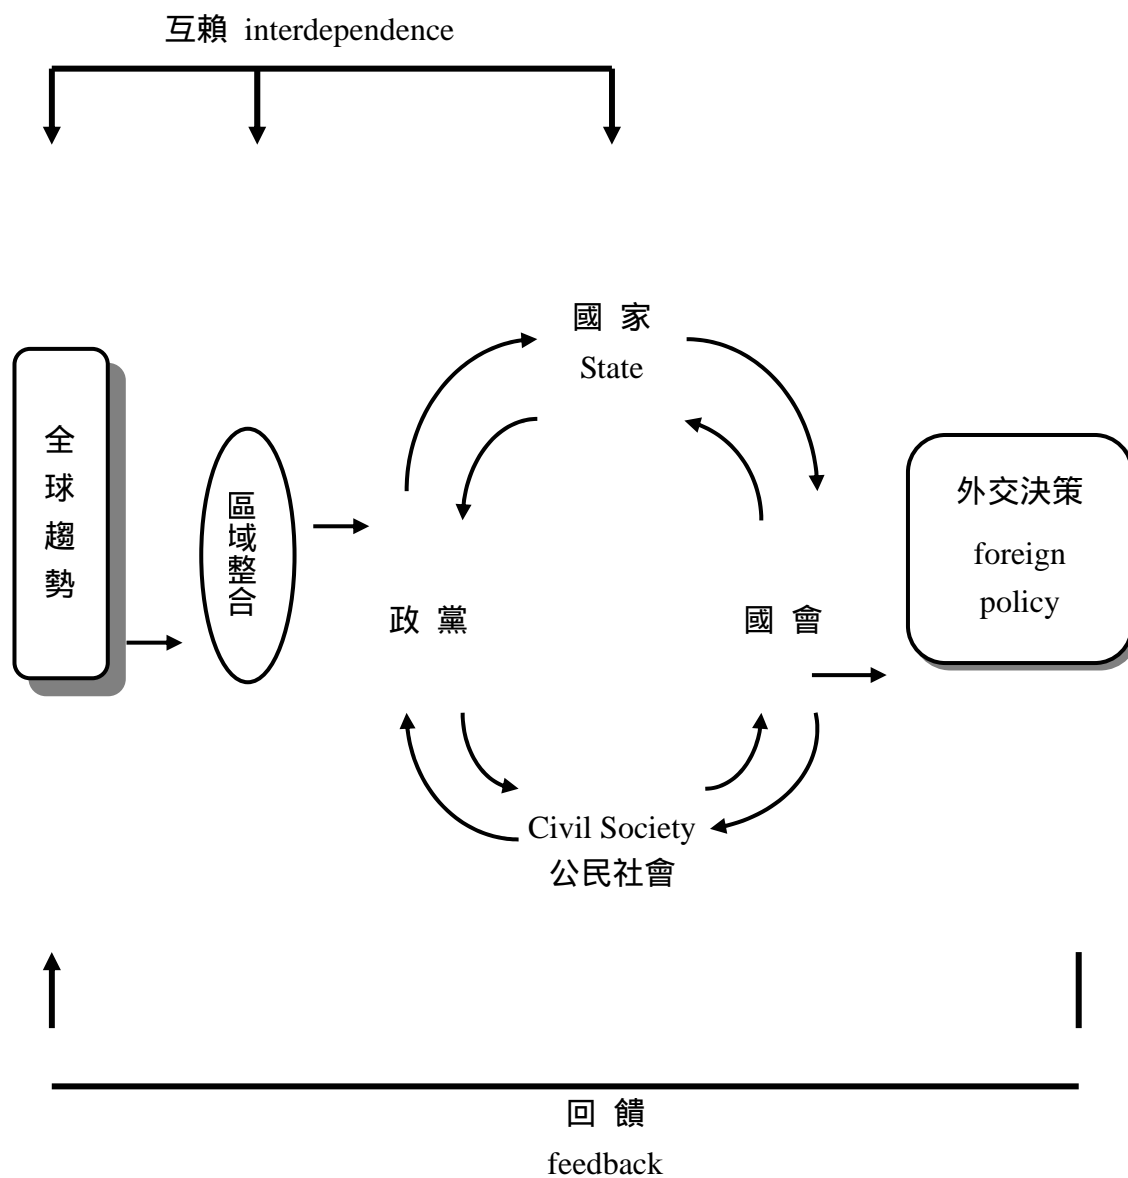 互賴 interdependence
國家
State
全球趨勢
區域整合
外交決策
foreign
policy
政黨
國會
Civil Society
公民社會
回饋
feedback